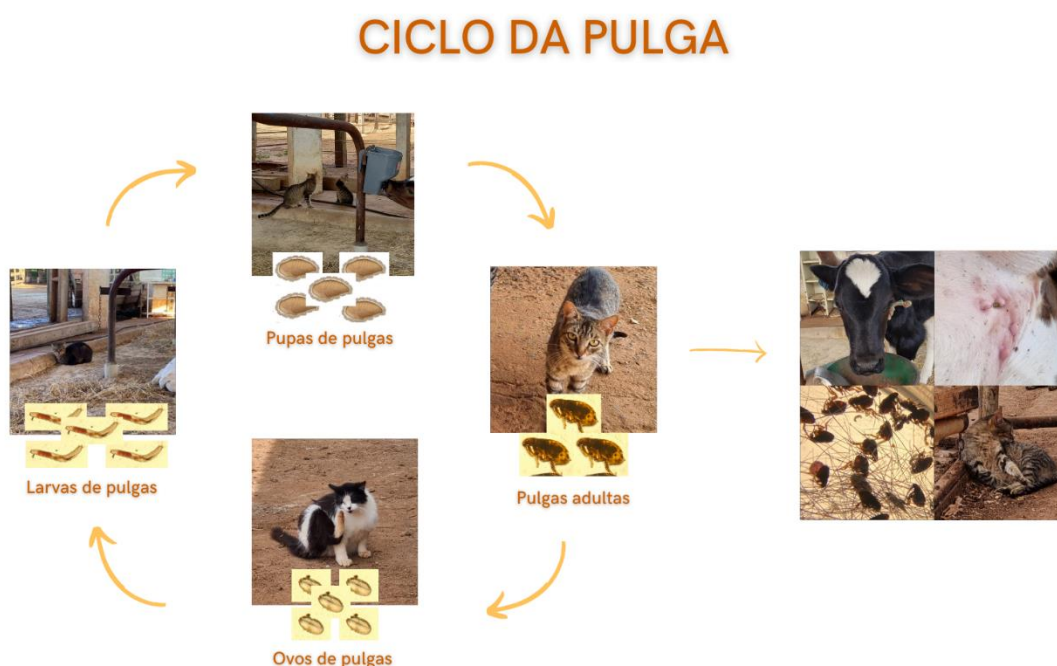 CICLO DA PULGA
Pupas de pulgas
Larvas de pulgas
Pulgas adultas
Ovos de pulgas